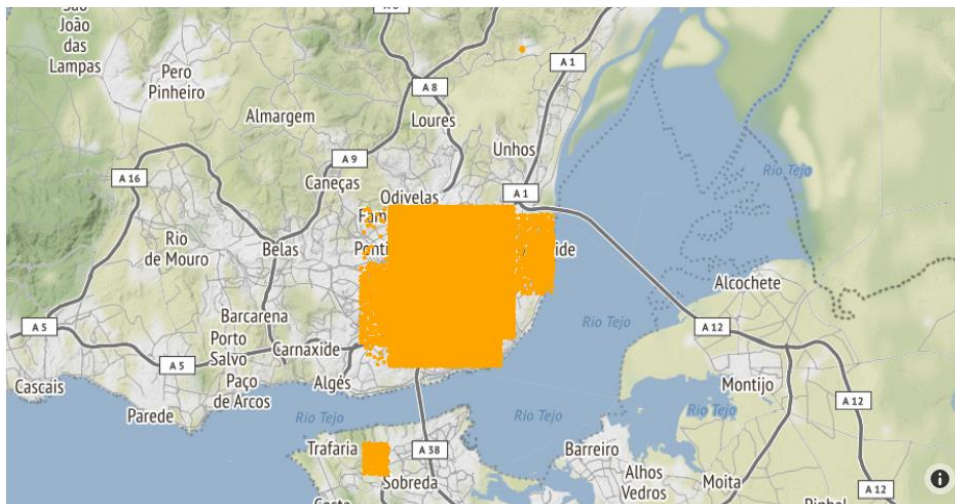 São
João
das
Lampas
Pero
Pinheiro
A 8
A 1
Almargem
Loures
A 9
Unhos
A 16
Caneças
A 1
Odivelas
Rio
de Mouro
Belas
Rio Tejo
Alcochete
Barcarena
Rio Tejo
A 5
Porto
Salvo
Carnaxide
A 12
A 5
Cascais
Paço
de Arcos
Algés
Montijo
Parede
Rio Tejo
Rio Tejo
Rio Tejo
A 12
Trafaria
A 38
Barreiro
Sobreda
Alhos
Vedros
Moita
A 12